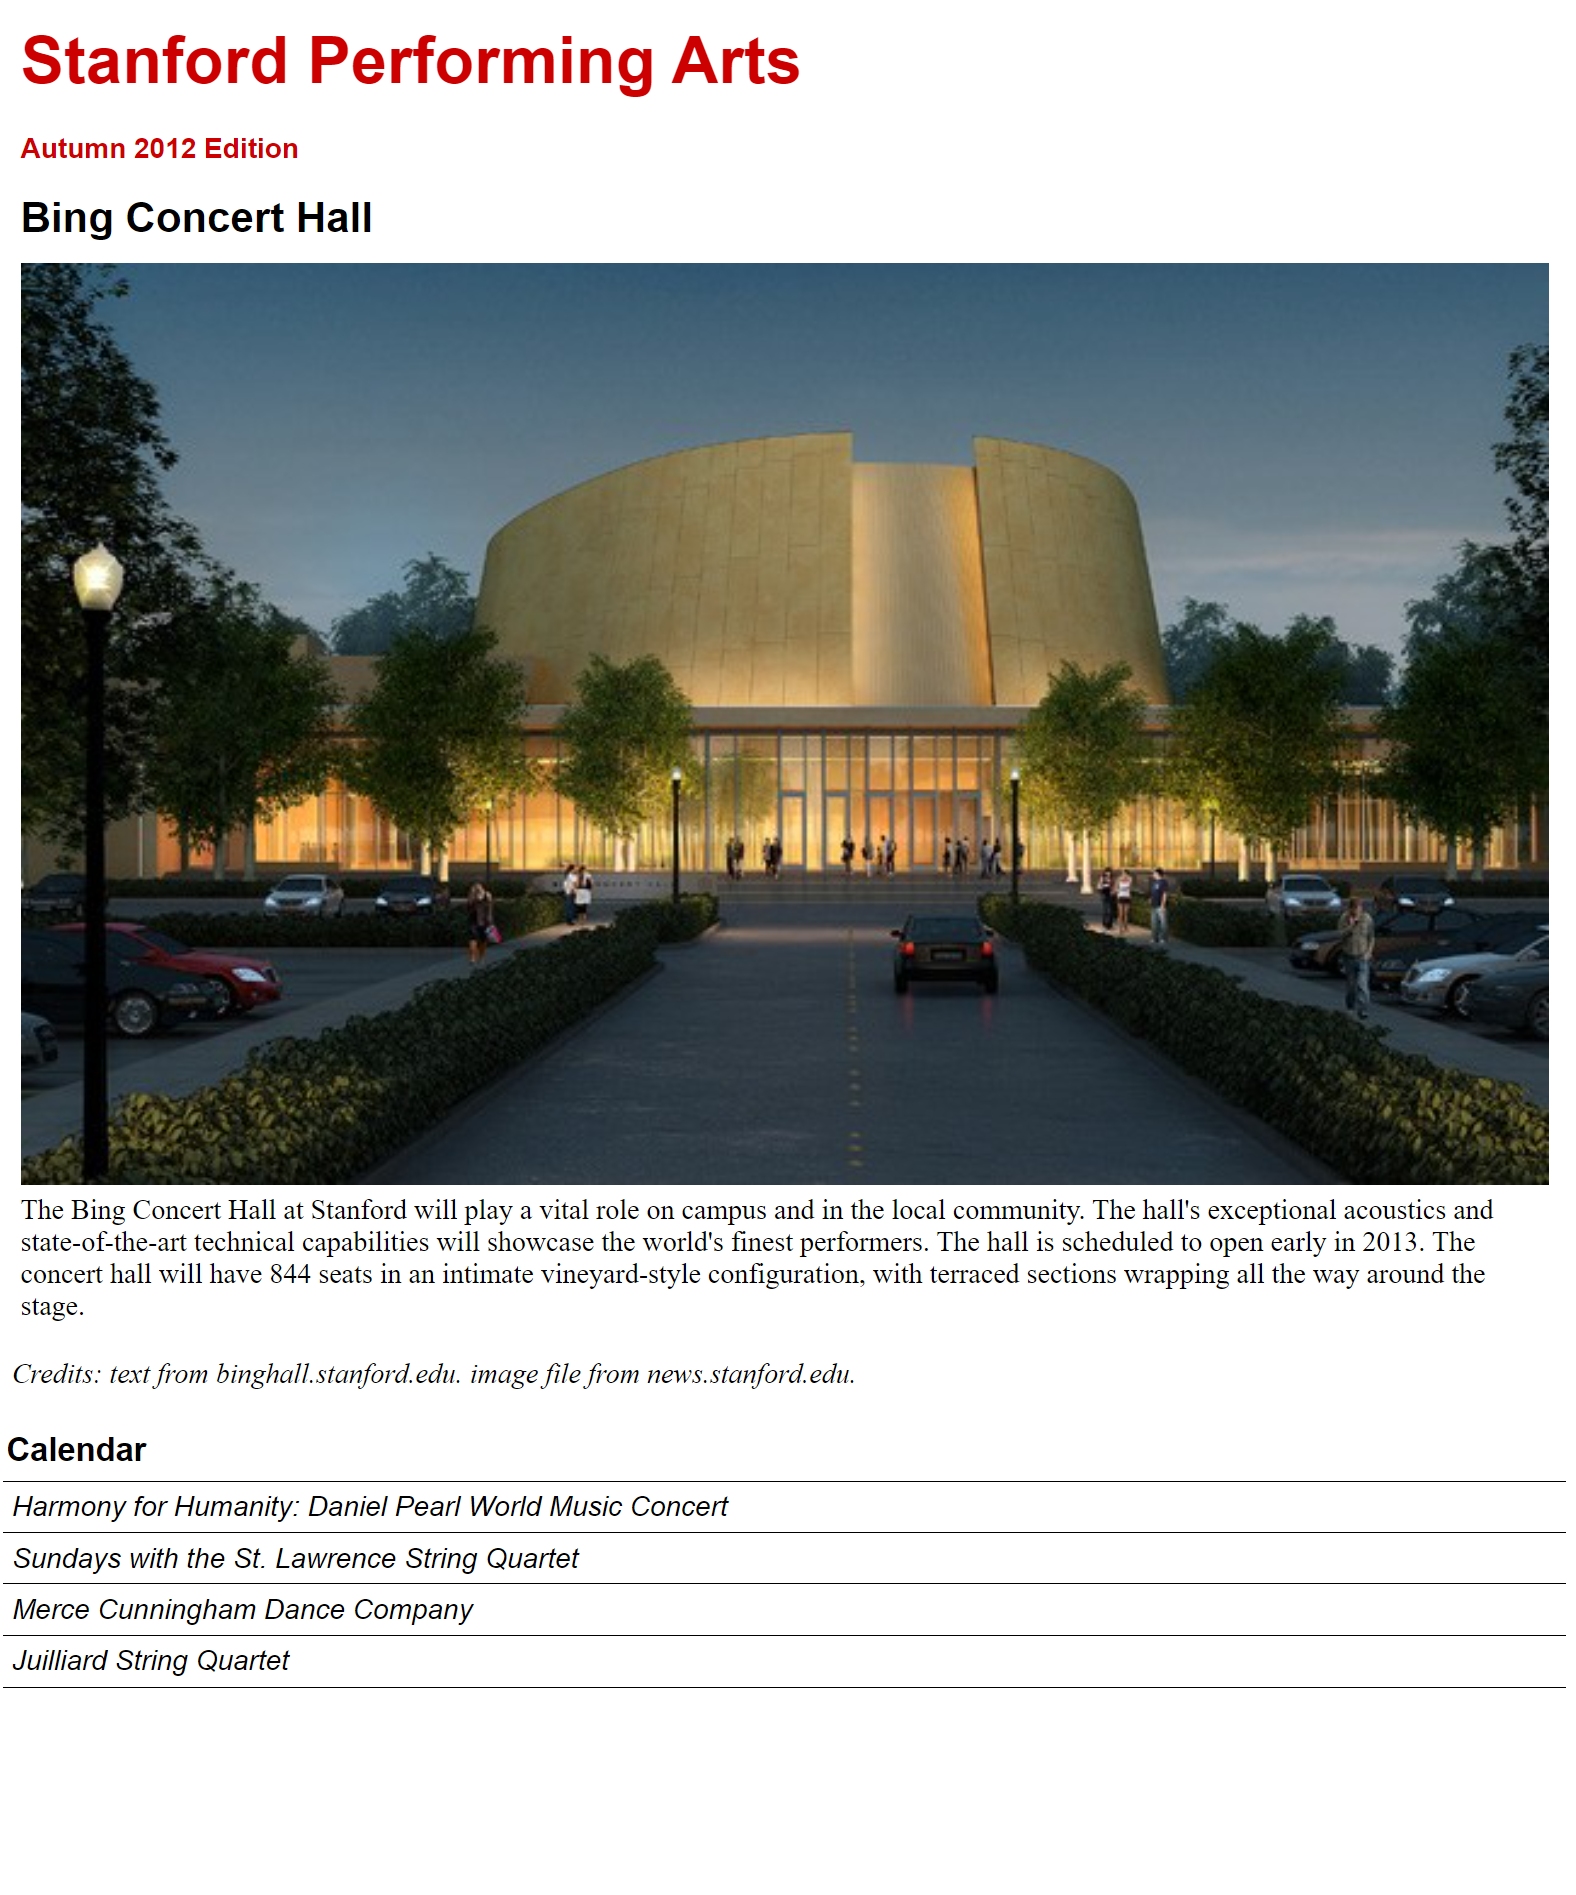 Stanford Performing Arts
Autumn 2012 Edition
Bing Concert Hall
The Bing Concert Hall at Stanford will play a vital role on campus and in the local community. The hall's exceptional acoustics and
state-of-the-art technical capabilities will showcase the world's finest performers. The hall is scheduled to open early in 2013. The
concert hall will have 844 seats in an intimate vineyard-style configuration, with terraced sections wrapping all the way around the
stage.
Credits: text from binghall.stanford.edu. image file from news.stanford.edu.
Calendar
Harmony for Humanity: Daniel Pearl World Music Concert
Sundays with the St. Lawrence String Quartet
Merce Cunningham Dance Company
Juilliard String Quartet